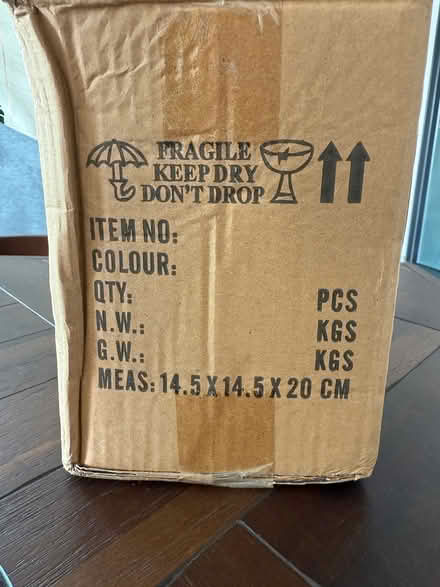 FRAGILE
KEEP DRY
DON'T DROP
ITEM NO:
COLOUR:
QTY: PCS
N.W.: KGS
G.W.: KGS
MEAS: 14.5 X 14.5 X 20 CM